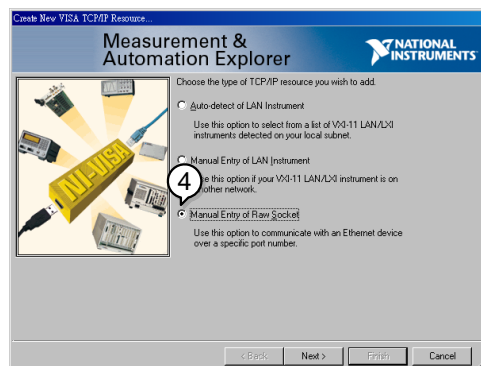 Create New VISA TCP/IP Resource...
Measurement &
Automation Explorer
NATIONAL
INSTRUMENTS
NI-VISA
Choose the type of TCP/IP resource you wish to add.
Auto-detect of LAN Instrument
Use this option to select from a list of VXI-11 LAN/LXI
instruments detected on your local subnet.
Manual Entry of LAN Instrument
this option if your VXI-11 LAN/LXI instrument is on
network.
4
Manual Entry of Raw Socket
Use this option to communicate with an Ethernet device
over a specific port number.
< Back
Next >
Finish
Cancel